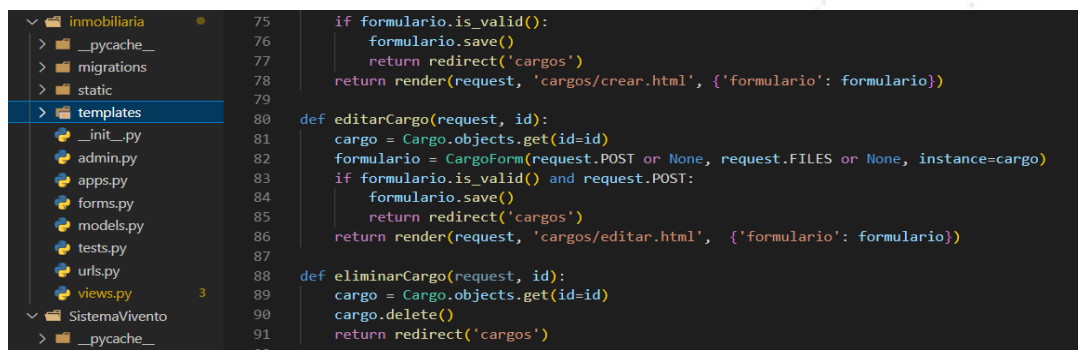 inmobiliaria
__pycache__
migrations
static
templates
__init__.py
admin.py
apps.py
forms.py
models.py
tests.py
urls.py
views.py 3
SistemaVivento
__pycache__
75 if formulario.is_valid():
76 formulario.save()
77 return redirect('cargos')
78 return render(request, 'cargos/crear.html', {'formulario': formulario})
79
80 def editarCargo(request, id):
81 cargo = Cargo.objects.get(id=id)
82 formulario = CargoForm(request.POST or None, request.FILES or None, instance=cargo)
83 if formulario.is_valid() and request.POST:
84 formulario.save()
85 return redirect('cargos')
86 return render(request, 'cargos/editar.html', {'formulario': formulario})
87
88 def eliminarCargo(request, id):
89 cargo = Cargo.objects.get(id=id)
90 cargo.delete()
91 return redirect('cargos')